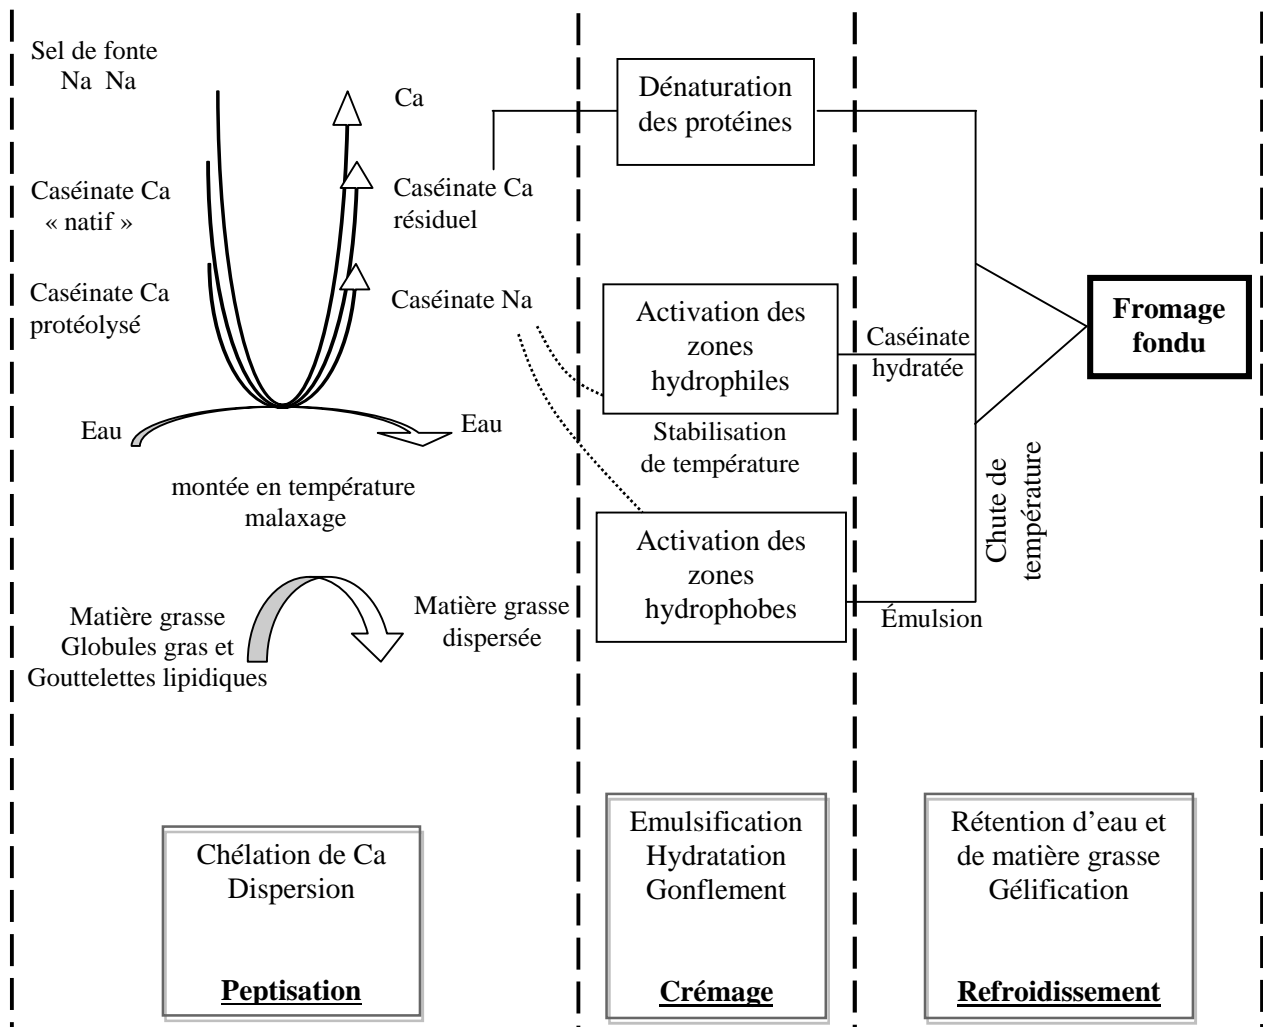 Sel de fonte
Na Na
Ca
Caséinate Ca
« natif »
Caséinate Ca
résiduel
Caséinate Ca
protéolysé
Caséinate Na
Eau
Eau
montée en température
malaxage
Matière grasse
Globules gras et
Gouttelettes lipidiques
Matière grasse
dispersée
Dénaturation
des protéines
Activation des
zones
hydrophiles
Stabilisation
de température
Activation des
zones
hydrophobes
Caséinate
hydratée
Émulsion
Chute de
température
Fromage
fondu
Chélation de Ca
Dispersion
Peptisation
Emulsification
Hydratation
Gonflement
Crémage
Rétention d’eau et
de matière grasse
Gélification
Refroidissement